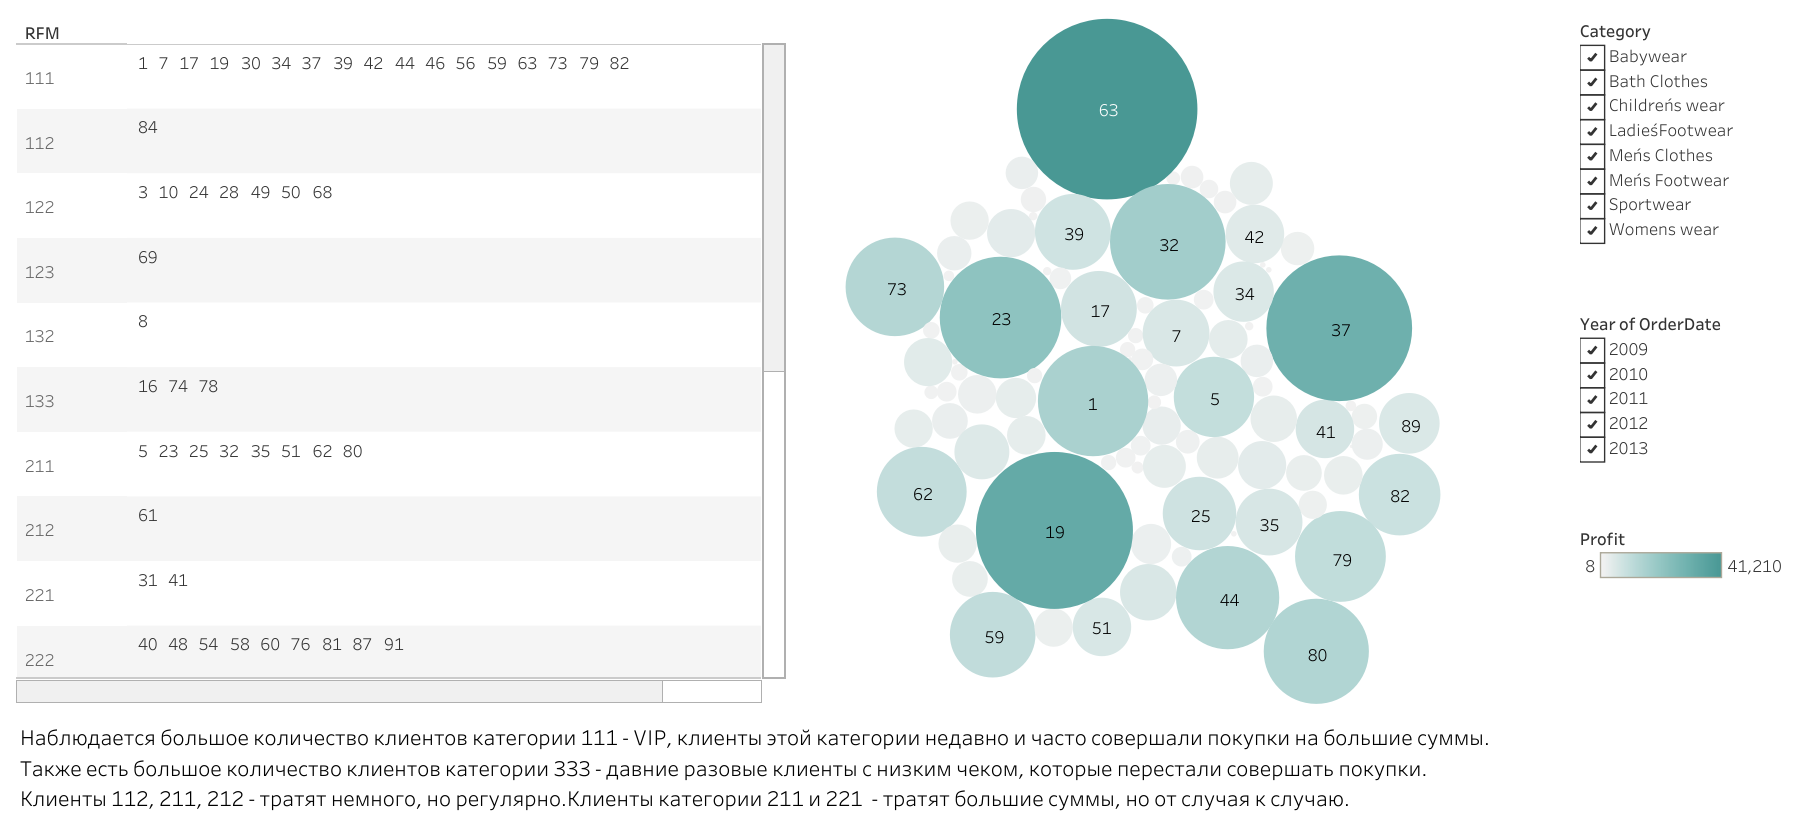 RFM
111
1 7 17 19 30 34 37 39 42 44 46 56 59 63 73 79 82
112
84
122
3 10 24 28 49 50 68
123
69
132
8
133
16 74 78
211
5 23 25 32 35 51 62 80
212
61
221
31 41
222
40 48 54 58 60 76 81 87 91
63
39
32
42
73
23
17
34
7
37
1
5
41
89
62
19
25
35
82
79
44
59
51
80
Category
Babywear
Bath Clothes
Childreńs wear
LadieśFootwear
Meńs Clothes
Meńs Footwear
Sportwear
Womens wear
Year of OrderDate
2009
2010
2011
2012
2013
Profit
8 41,210
Наблюдается большое количество клиентов категории 111 - VIP, клиенты этой категории недавно и часто совершали покупки на большие суммы.
Также есть большое количество клиентов категории 333 - давние разовые клиенты с низким чеком, которые перестали совершать покупки.
Клиенты 112, 211, 212 - тратят немного, но регулярно.Клиенты категории 211 и 221 - тратят большие суммы, но от случая к случаю.